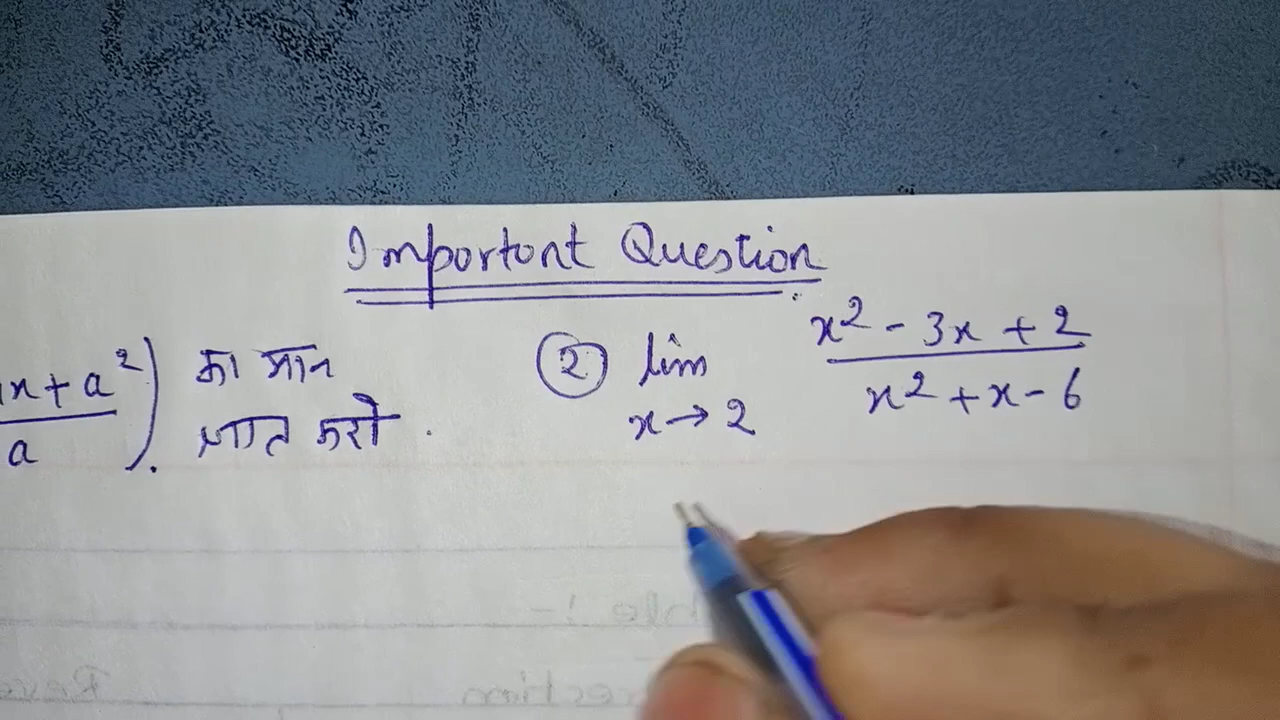 Important Question
x + a²) का मान
a
ज्ञात करो .
② lim x² - 3x + 2
x → 2 x² + x - 6